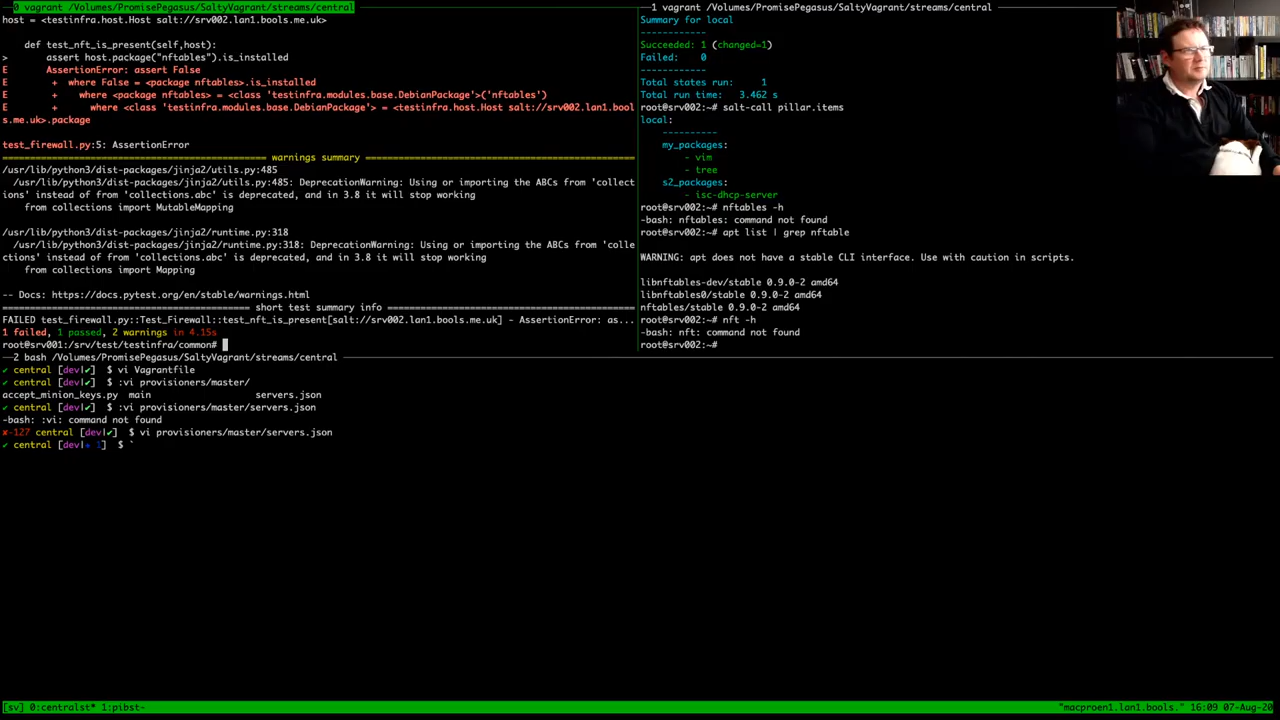 0 vagrant /Volumes/PromisePegasus/SaltyVagrant/streams/central
host = <testinfra.host.Host salt://srv002.lan1.bools.me.uk>
    def test_nft_is_present(self,host):
>       assert host.package("nftables").is_installed
E       AssertionError: assert False
E        +  where False = <package nftables>.is_installed
E        +    where <package nftables> = <class 'testinfra.modules.base.DebianPackage'>('nftables')
E        +      where <class 'testinfra.modules.base.DebianPackage'> = <testinfra.host.Host salt://srv002.lan1.bool
s.me.uk>.package
test_firewall.py:5: AssertionError
warnings summary
/usr/lib/python3/dist-packages/jinja2/utils.py:485
  /usr/lib/python3/dist-packages/jinja2/utils.py:485: DeprecationWarning: Using or importing the ABCs from 'collect
ions' instead of from 'collections.abc' is deprecated, and in 3.8 it will stop working
    from collections import MutableMapping
/usr/lib/python3/dist-packages/jinja2/runtime.py:318
  /usr/lib/python3/dist-packages/jinja2/runtime.py:318: DeprecationWarning: Using or importing the ABCs from 'colle
ctions' instead of from 'collections.abc' is deprecated, and in 3.8 it will stop working
    from collections import Mapping
-- Docs: https://docs.pytest.org/en/stable/warnings.html
short test summary info
FAILED test_firewall.py::Test_Firewall::test_nft_is_present[salt://srv002.lan1.bools.me.uk] - AssertionError: as...
1 failed, 1 passed, 2 warnings in 4.15s
root@srv001:/srv/test/testinfra/common#
1 vagrant /Volumes/PromisePegasus/SaltyVagrant/streams/central
Summary for local
------------
Succeeded: 1 (changed=1)
Failed:    0
------------
Total states run:     1
Total run time:   3.462 s
root@srv002:~# salt-call pillar.items
local:
    ----------
    my_packages:
        - vim
        - tree
    s2_packages:
        - isc-dhcp-server
root@srv002:~# nftables -h
-bash: nftables: command not found
root@srv002:~# apt list | grep nftable
WARNING: apt does not have a stable CLI interface. Use with caution in scripts.
libnftables-dev/stable 0.9.0-2 amd64
libnftables0/stable 0.9.0-2 amd64
nftables/stable 0.9.0-2 amd64
root@srv002:~# nft -h
-bash: nft: command not found
root@srv002:~#
2 bash /Volumes/PromisePegasus/SaltyVagrant/streams/central
✔ central [dev|✔]  $ vi Vagrantfile
✔ central [dev|✔]  $ :vi provisioners/master/
accept_minion_keys.py  main                   servers.json
✔ central [dev|✔]  $ :vi provisioners/master/servers.json
-bash: :vi: command not found
✘-127 central [dev|✔]  $ vi provisioners/master/servers.json
✔ central [dev|✚ 1]  $ `
[sv] 0:centralst* 1:pibst- "macproen1.lan1.bools." 16:09 07-Aug-20